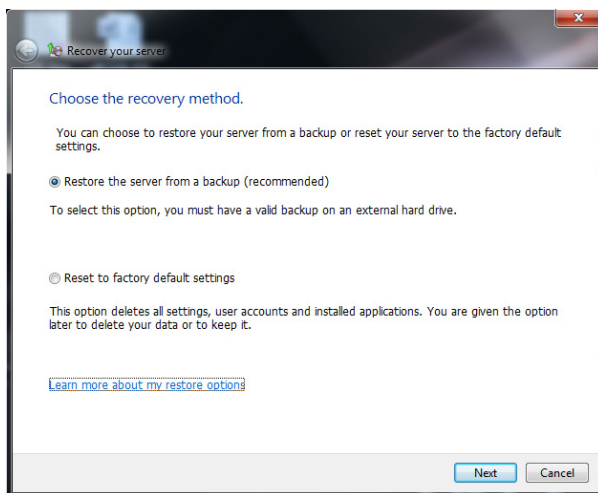 Recover your server
Choose the recovery method.
You can choose to restore your server from a backup or reset your server to the factory default
settings.
Restore the server from a backup (recommended)
To select this option, you must have a valid backup on an external hard drive.
Reset to factory default settings
This option deletes all settings, user accounts and installed applications. You are given the option
later to delete your data or to keep it.
Learn more about my restore options
Next Cancel